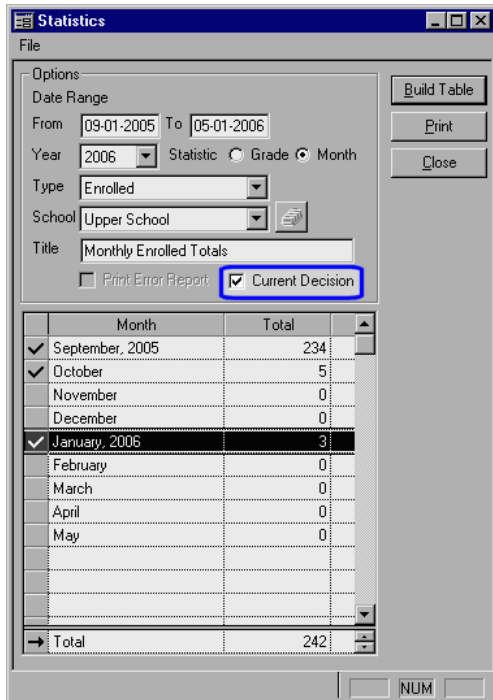 Statistics
File
Options
Date Range
From 09-01-2005 To 05-01-2006
Year 2006 Statistic Grade Month
Type Enrolled
School Upper School
Title Monthly Enrolled Totals
Print Error Report Current Decision
Build Table
Print
Close
Month Total
September, 2005 234
October 5
November 0
December 0
January, 2006 3
February 0
March 0
April 0
May 0
Total 242
NUM